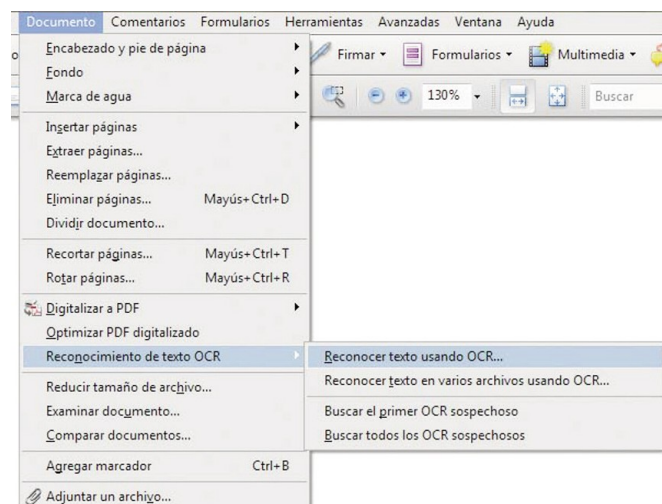 Documento Comentarios Formularios Herramientas Avanzadas Ventana Ayuda
Encabezado y pie de página
Fondo
Marca de agua
Insertar páginas
Extraer páginas...
Reemplazar páginas...
Eliminar páginas... Mayús+Ctrl+D
Dividir documento...
Recortar páginas... Mayús+Ctrl+T
Rotar páginas... Mayús+Ctrl+R
Digitalizar a PDF
Optimizar PDF digitalizado
Reconocimiento de texto OCR
Reducir tamaño de archivo...
Examinar documento...
Comparar documentos...
Agregar marcador Ctrl+B
Adjuntar un archivo...
Firmar Formularios Multimedia
130% Buscar
Reconocer texto usando OCR...
Reconocer texto en varios archivos usando OCR...
Buscar el primer OCR sospechoso
Buscar todos los OCR sospechosos